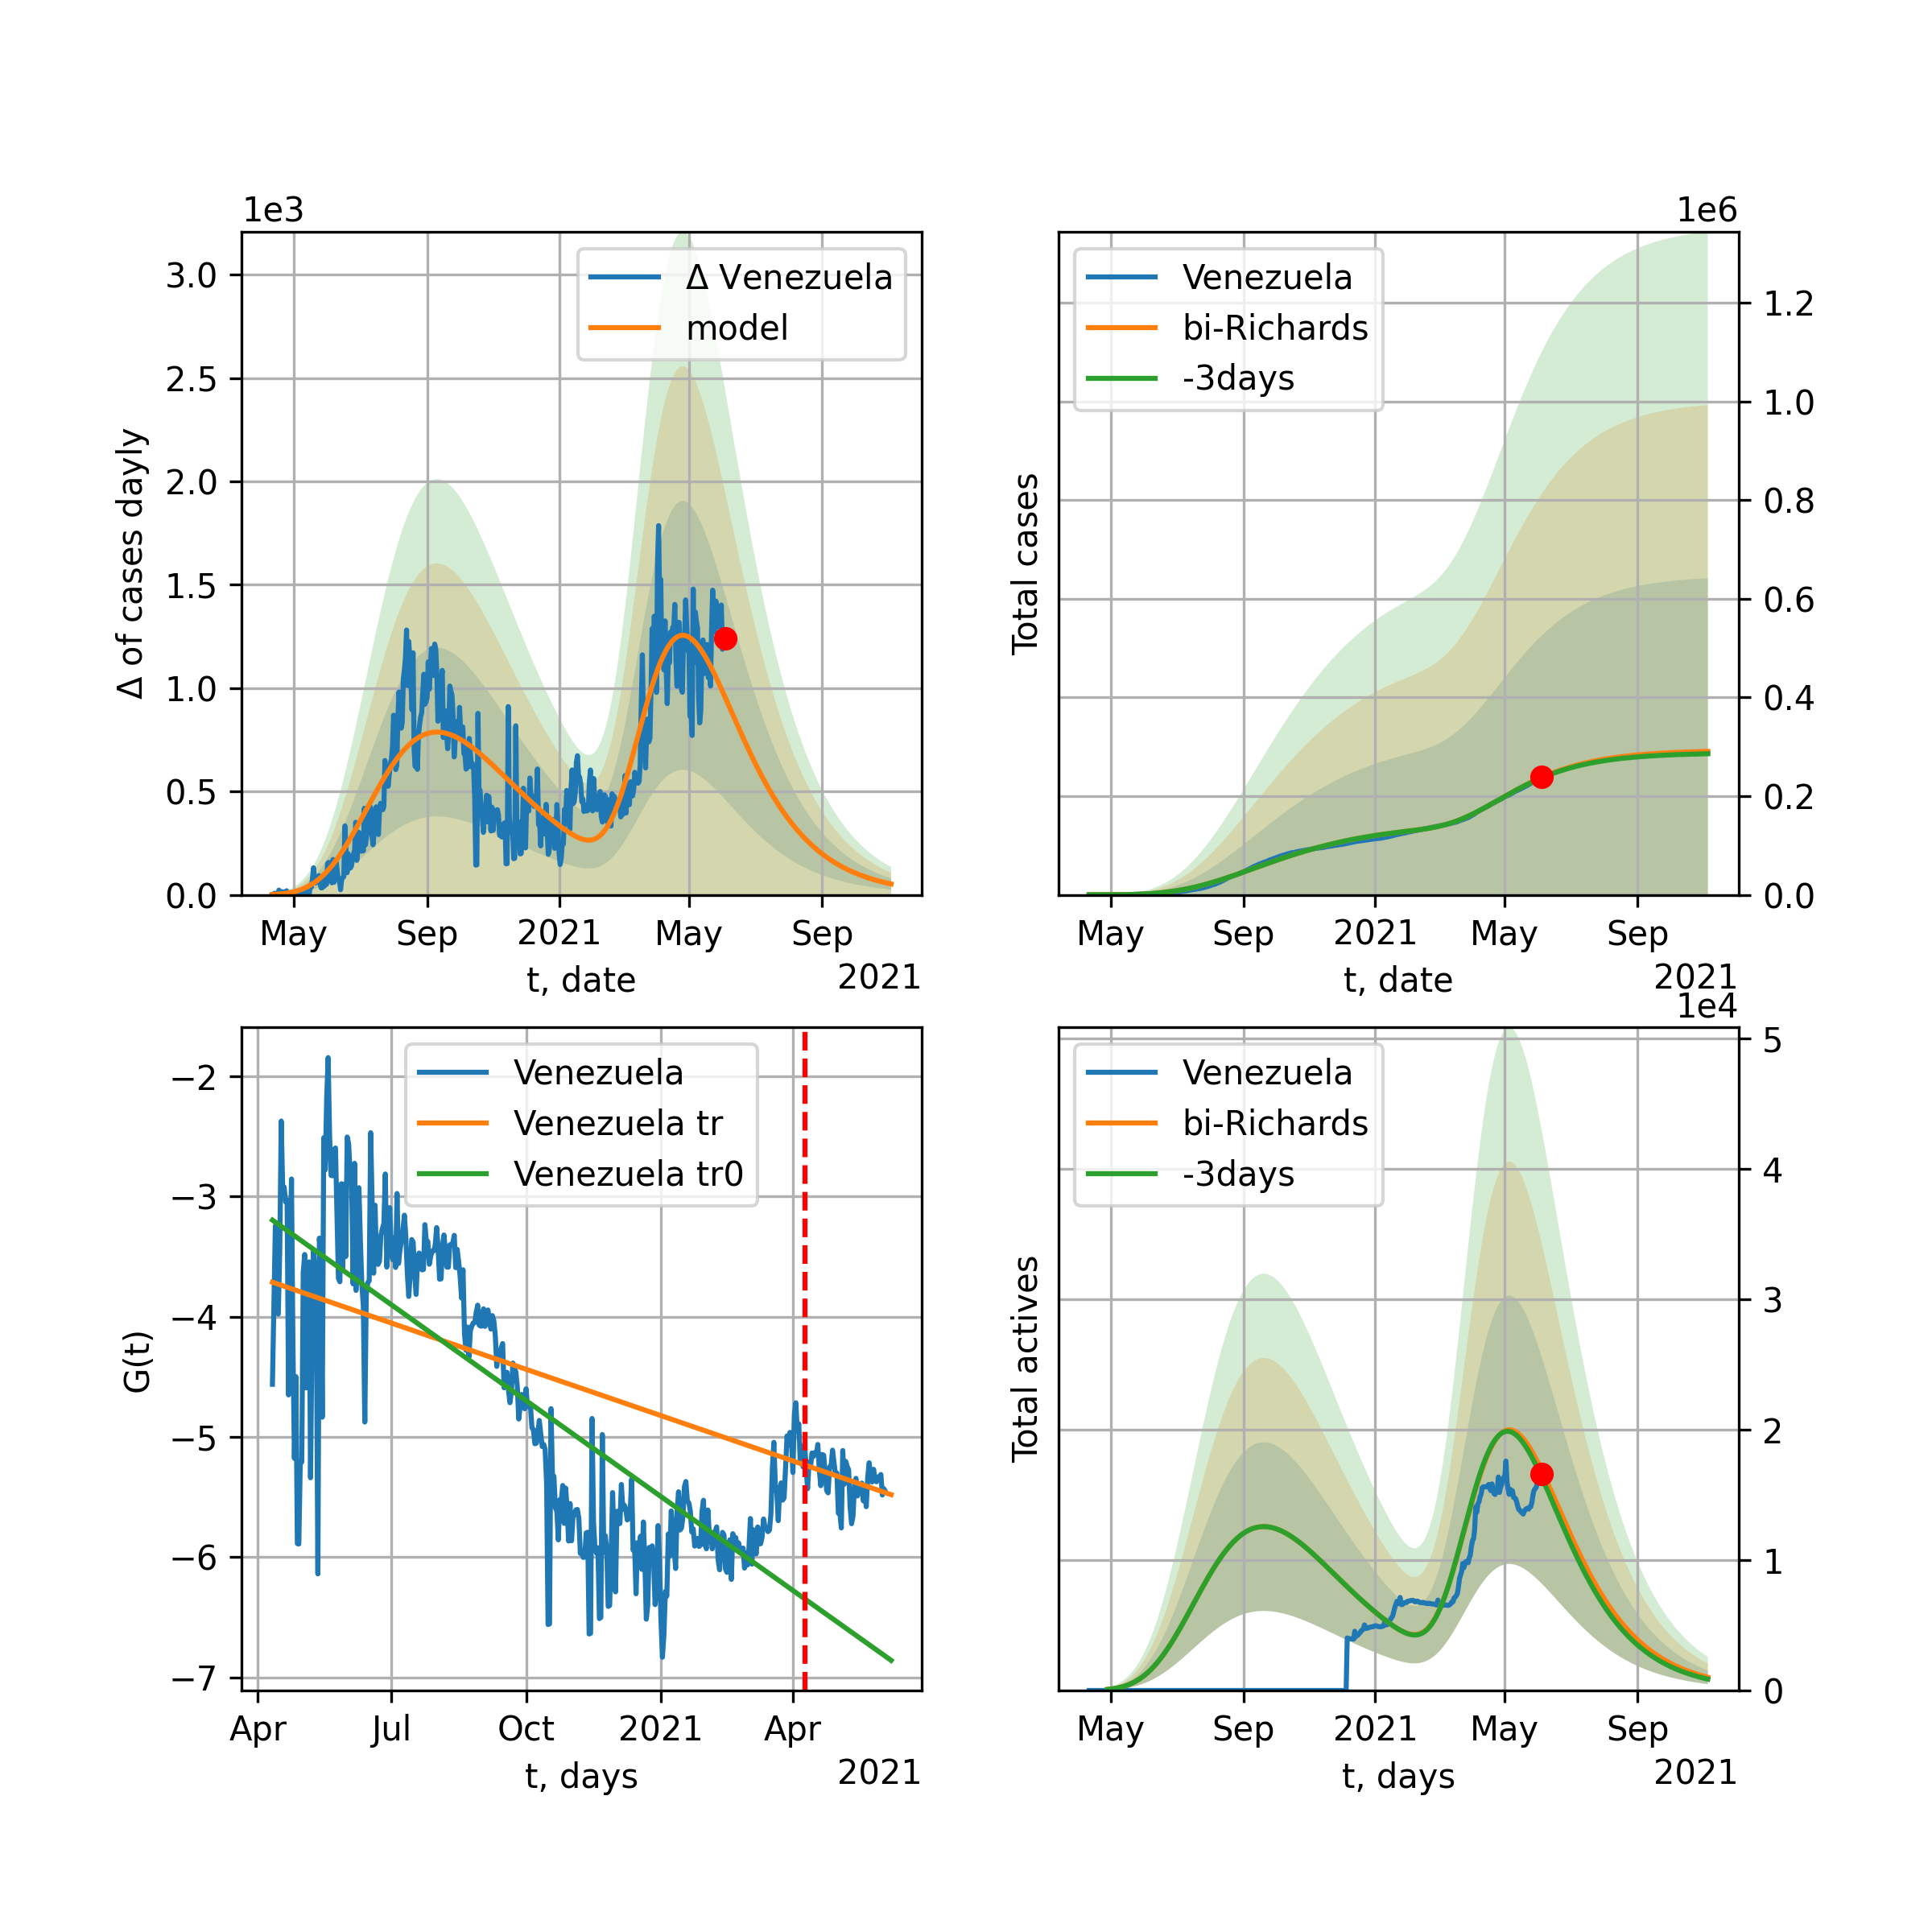 1e3
Δ of cases dayly
3.0
2.5
2.0
1.5
1.0
0.5
0.0
Δ Venezuela
model
May Sep 2021 May Sep
t, date
2021
1e6
Total cases
Venezuela
bi-Richards
-3days
1.2
1.0
0.8
0.6
0.4
0.2
0.0
May Sep 2021 May Sep
t, date
2021
G(t)
−2
−3
−4
−5
−6
−7
Venezuela
Venezuela tr
Venezuela tr0
Apr Jul Oct 2021 Apr
t, days
2021
1e4
Total actives
Venezuela
bi-Richards
-3days
5
4
3
2
1
0
May Sep 2021 May Sep
t, days
2021